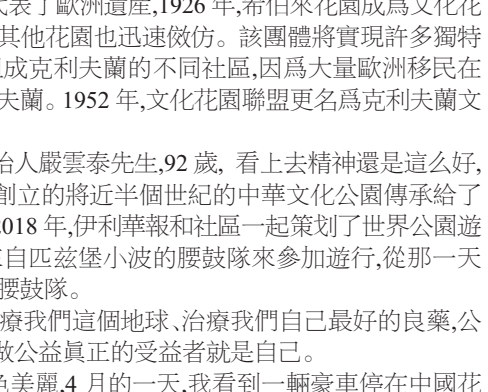 代表了歐洲遺産,1926 年,希伯來花園成爲文化花
其他花園也迅速傚仿。該團體將實現許多獨特
成克利夫蘭的不同社區,因爲大量歐洲移民在
夫蘭。1952 年,文化花園聯盟更名爲克利夫蘭文
人嚴雲泰先生,92 歲, 看上去精神還是這么好,
創立的將近半個世紀的中華文化公園傳承給了
2018 年,伊利華報和社區一起策划了世界公園遊
自匹兹堡小波的腰鼓隊來參加遊行,從那一天
腰鼓隊。
療我們這個地球、治療我們自己最好的良藥,公
做公益眞正的受益者就是自己。
色美麗,4 月的一天,我看到一輛豪車停在中國花